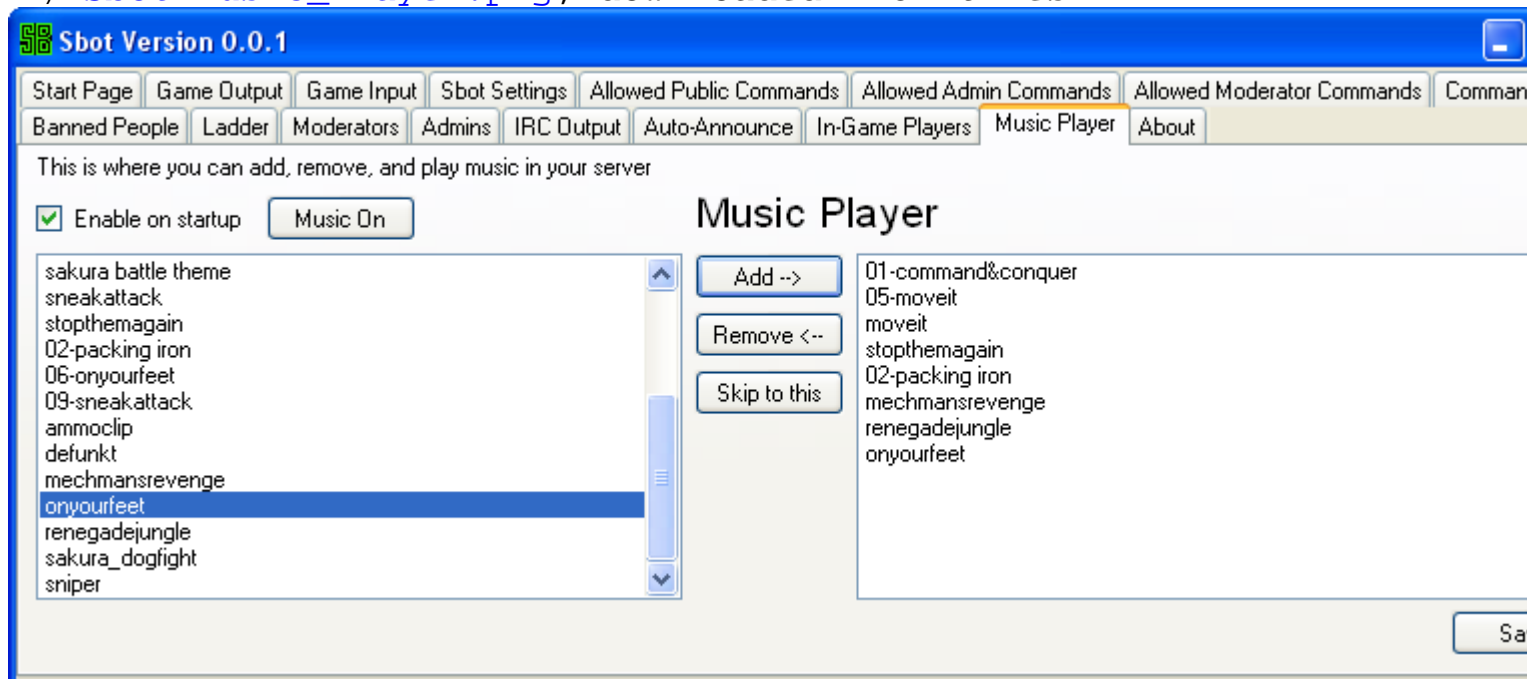 Sbot Version 0.0.1
Start Page Game Output Game Input Sbot Settings Allowed Public Commands Allowed Admin Commands Allowed Moderator Commands Comman
Banned People Ladder Moderators Admins IRC Output Auto-Announce In-Game Players Music Player About
This is where you can add, remove, and play music in your server
Enable on startup Music On
Music Player
sakura battle theme
sneakattack
stopthemagain
02-packing iron
06-onyourfeet
09-sneakattack
ammoclip
defunkt
mechmansrevenge
onyourfeet
renegadejungle
sakura_dogfight
sniper
Add -->
Remove <--
Skip to this
01-command&conquer
05-moveit
moveit
stopthemagain
02-packing iron
mechmansrevenge
renegadejungle
onyourfeet
Sa